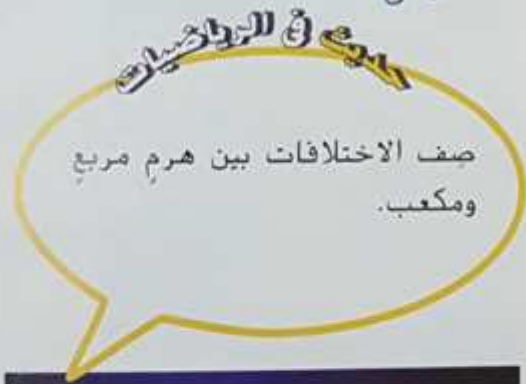 حديث في الرياضيات
صِف الاختلافات بين هرمٍ مربعٍ
ومكعب.